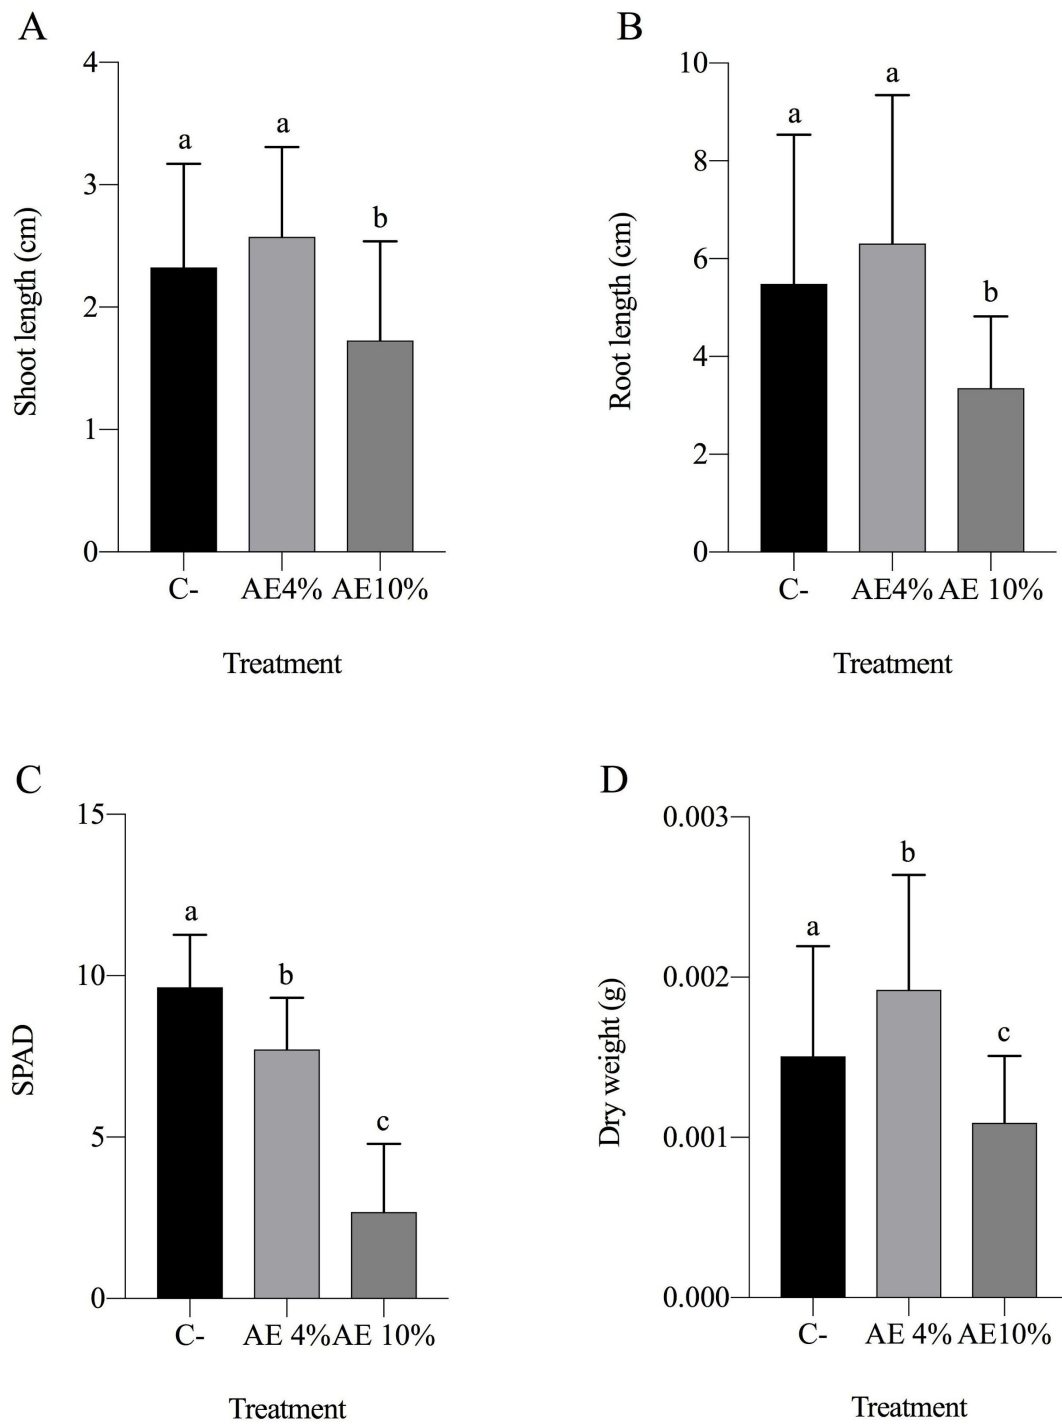 A
Shoot length (cm)
4
3
2
1
0
a
a
b
C-
AE4%
AE10%
Treatment
B
Root length (cm)
10
8
6
4
2
0
a
a
b
C-
AE4%
AE 10%
Treatment
C
SPAD
15
10
5
0
a
b
c
C-
AE 4%
AE 10%
Treatment
D
Dry weight (g)
0.003
0.002
0.001
0.000
a
b
c
C-
AE 4%
AE10%
Treatment